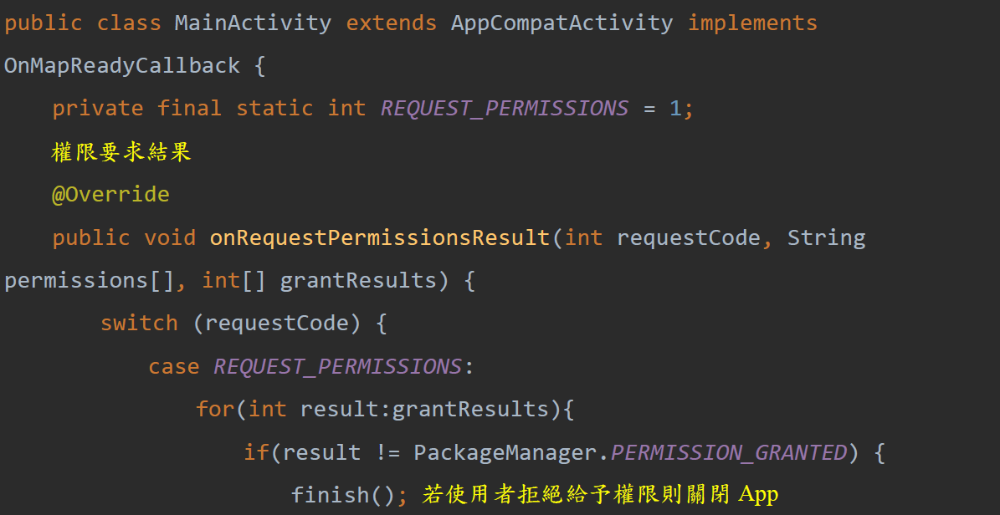 public class MainActivity extends AppCompatActivity implements
OnMapReadyCallback {
private final static int REQUEST_PERMISSIONS = 1;
權限要求結果
@Override
public void onRequestPermissionsResult(int requestCode, String
permissions[], int[] grantResults) {
switch (requestCode) {
case REQUEST_PERMISSIONS:
for(int result:grantResults){
if(result != PackageManager.PERMISSION_GRANTED) {
finish(); 若使用者拒絕給予權限則關閉 App